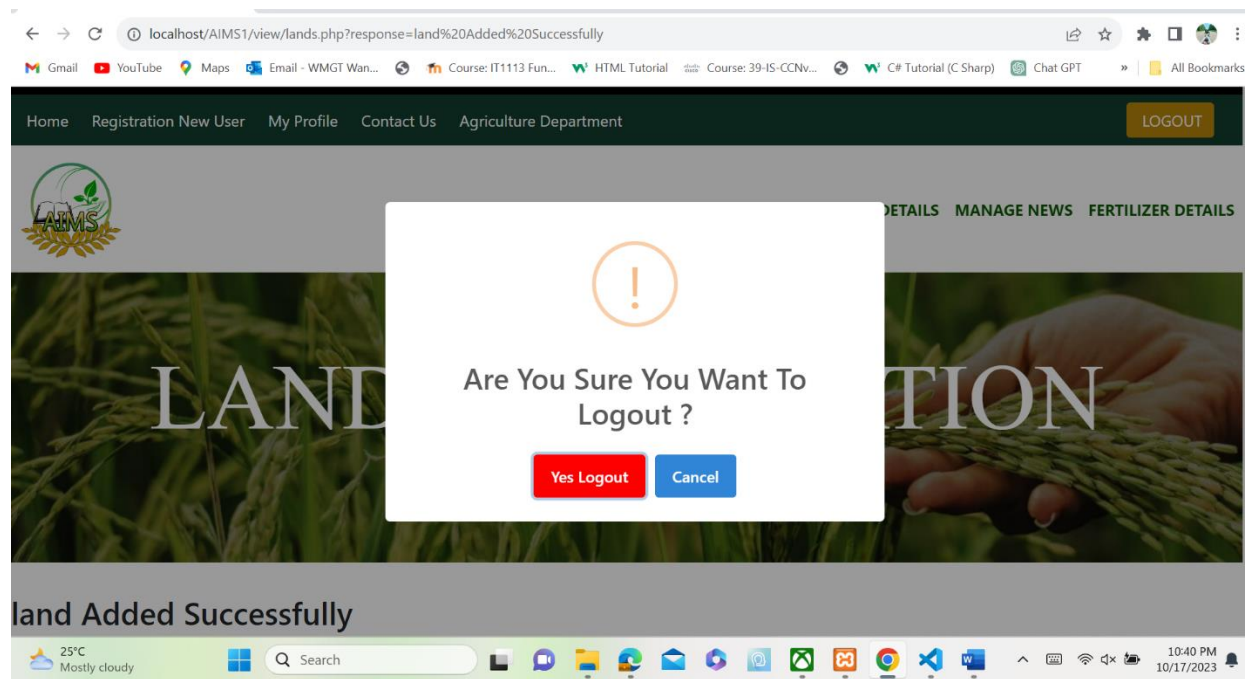 localhost/AIMS1/view/lands.php?response=land%20Added%20Successfully
Gmail YouTube Maps Email - WMGT Wan... Course: IT1113 Fun... HTML Tutorial Course: 39-IS-CCNv... C# Tutorial (C Sharp) Chat GPT » All Bookmarks
Home Registration New User My Profile Contact Us Agriculture Department LOGOUT
AIMS
DETAILS MANAGE NEWS FERTILIZER DETAILS
!
LAND TION
Are You Sure You Want To
Logout ?
Yes Logout Cancel
land Added Successfully
25°C
Mostly cloudy
Search
10:40 PM
10/17/2023